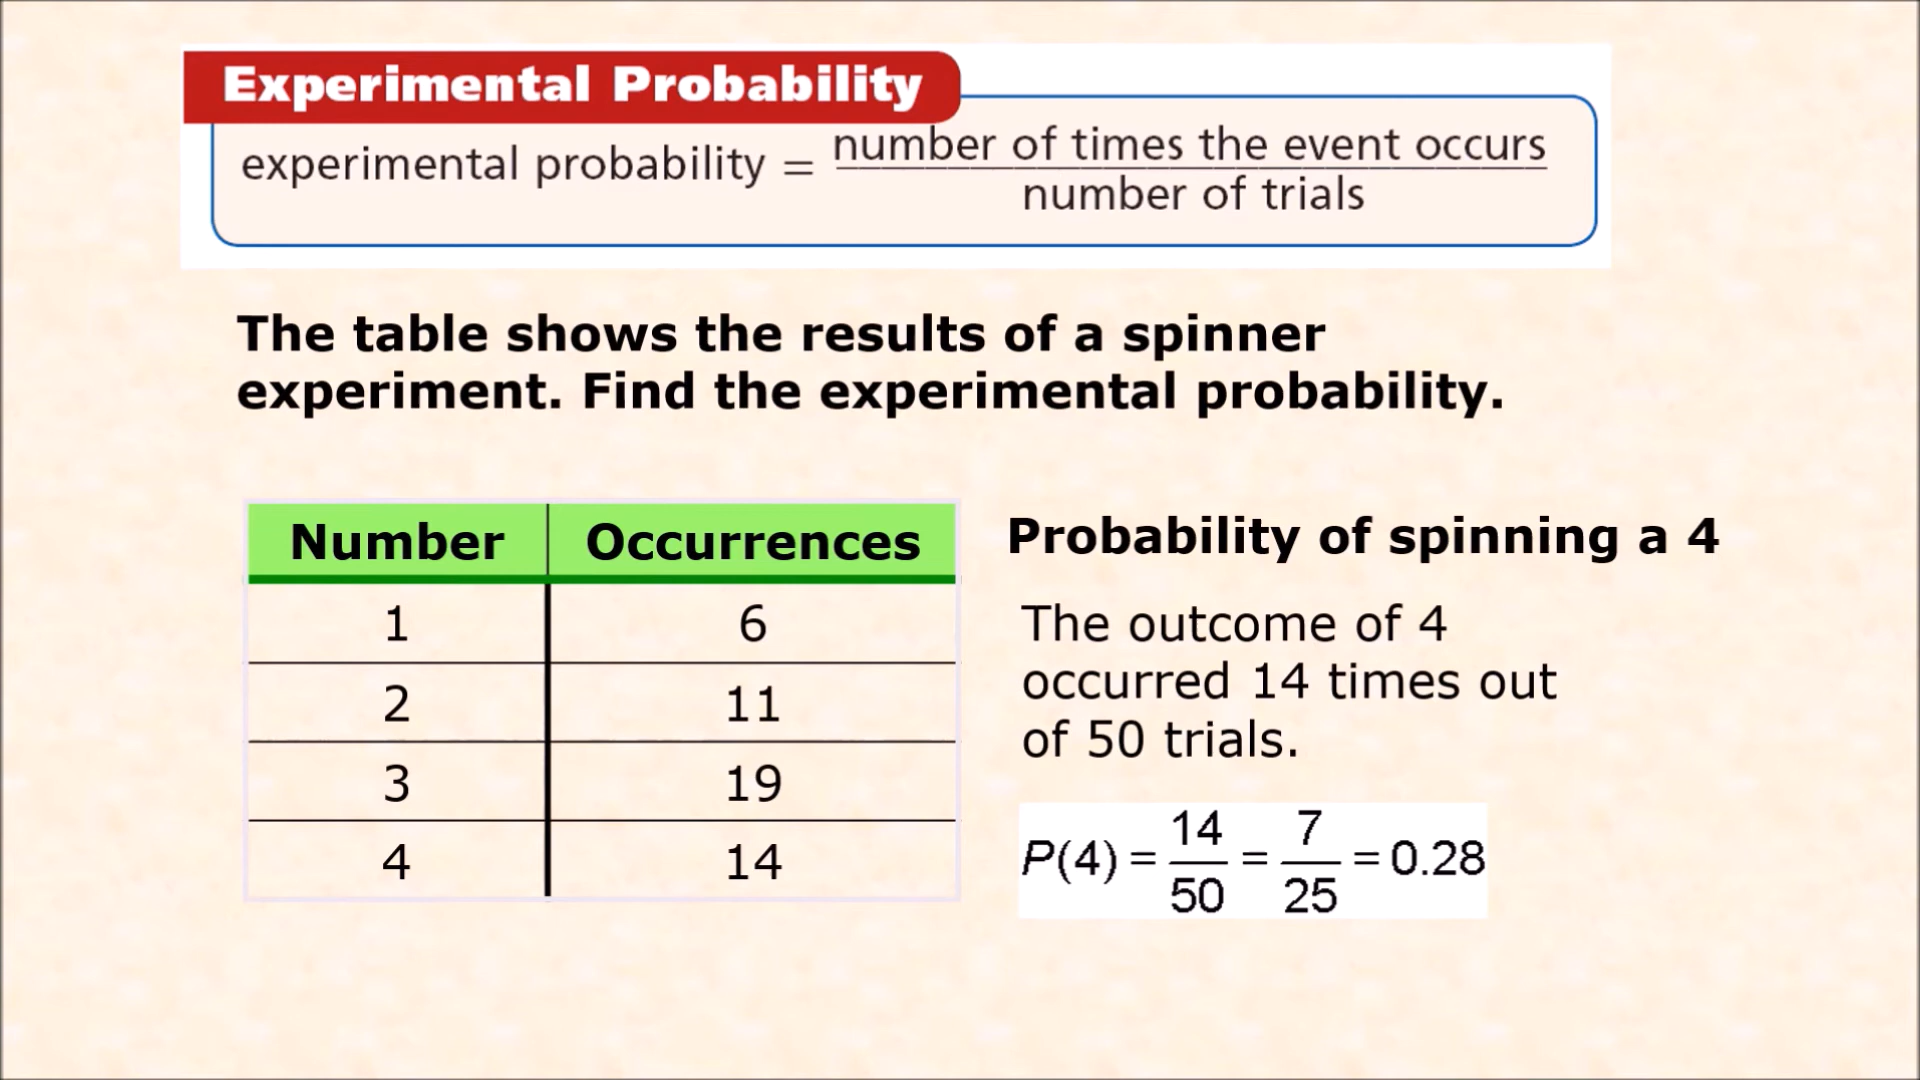 Experimental Probability
experimental probability = number of times the event occurs / number of trials
The table shows the results of a spinner
experiment. Find the experimental probability.
Number Occurrences
1 6
2 11
3 19
4 14
Probability of spinning a 4
The outcome of 4
occurred 14 times out
of 50 trials.
P(4) = 14/50 = 7/25 = 0.28